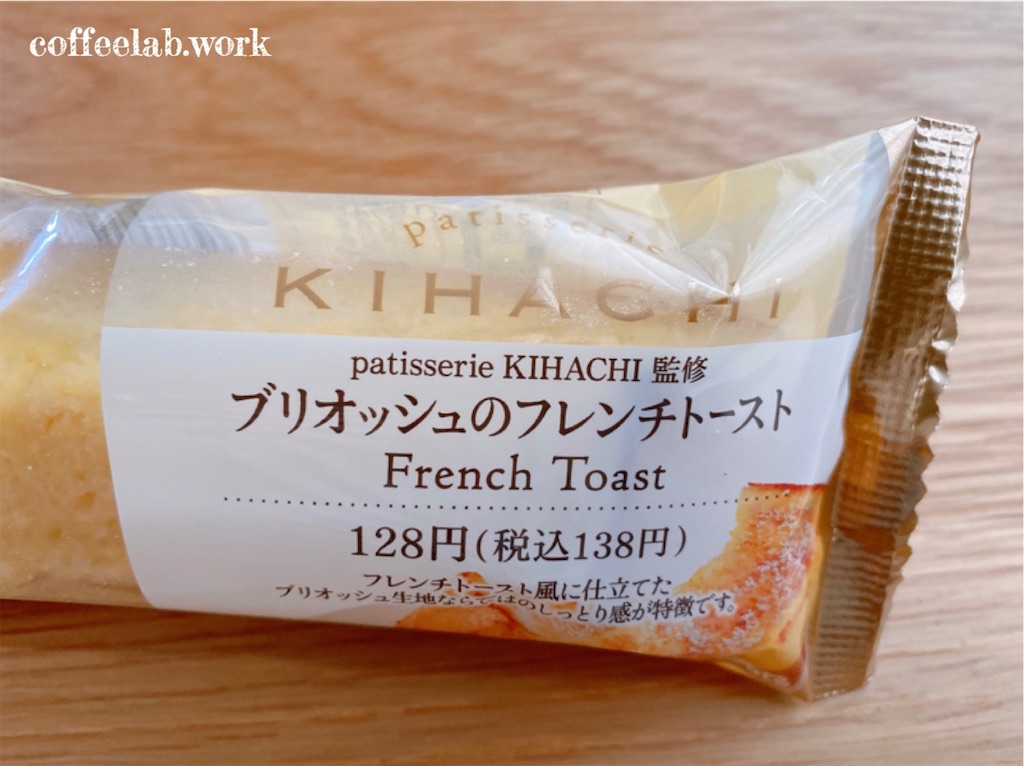 coffeelab.work
patisserie
KIHACHI
patisserie KIHACHI 監修
ブリオッシュのフレンチトースト
French Toast
128円(税込138円)
フレンチトースト風に仕立てた
ブリオッシュ生地ならではのしっとり感が特徴です。